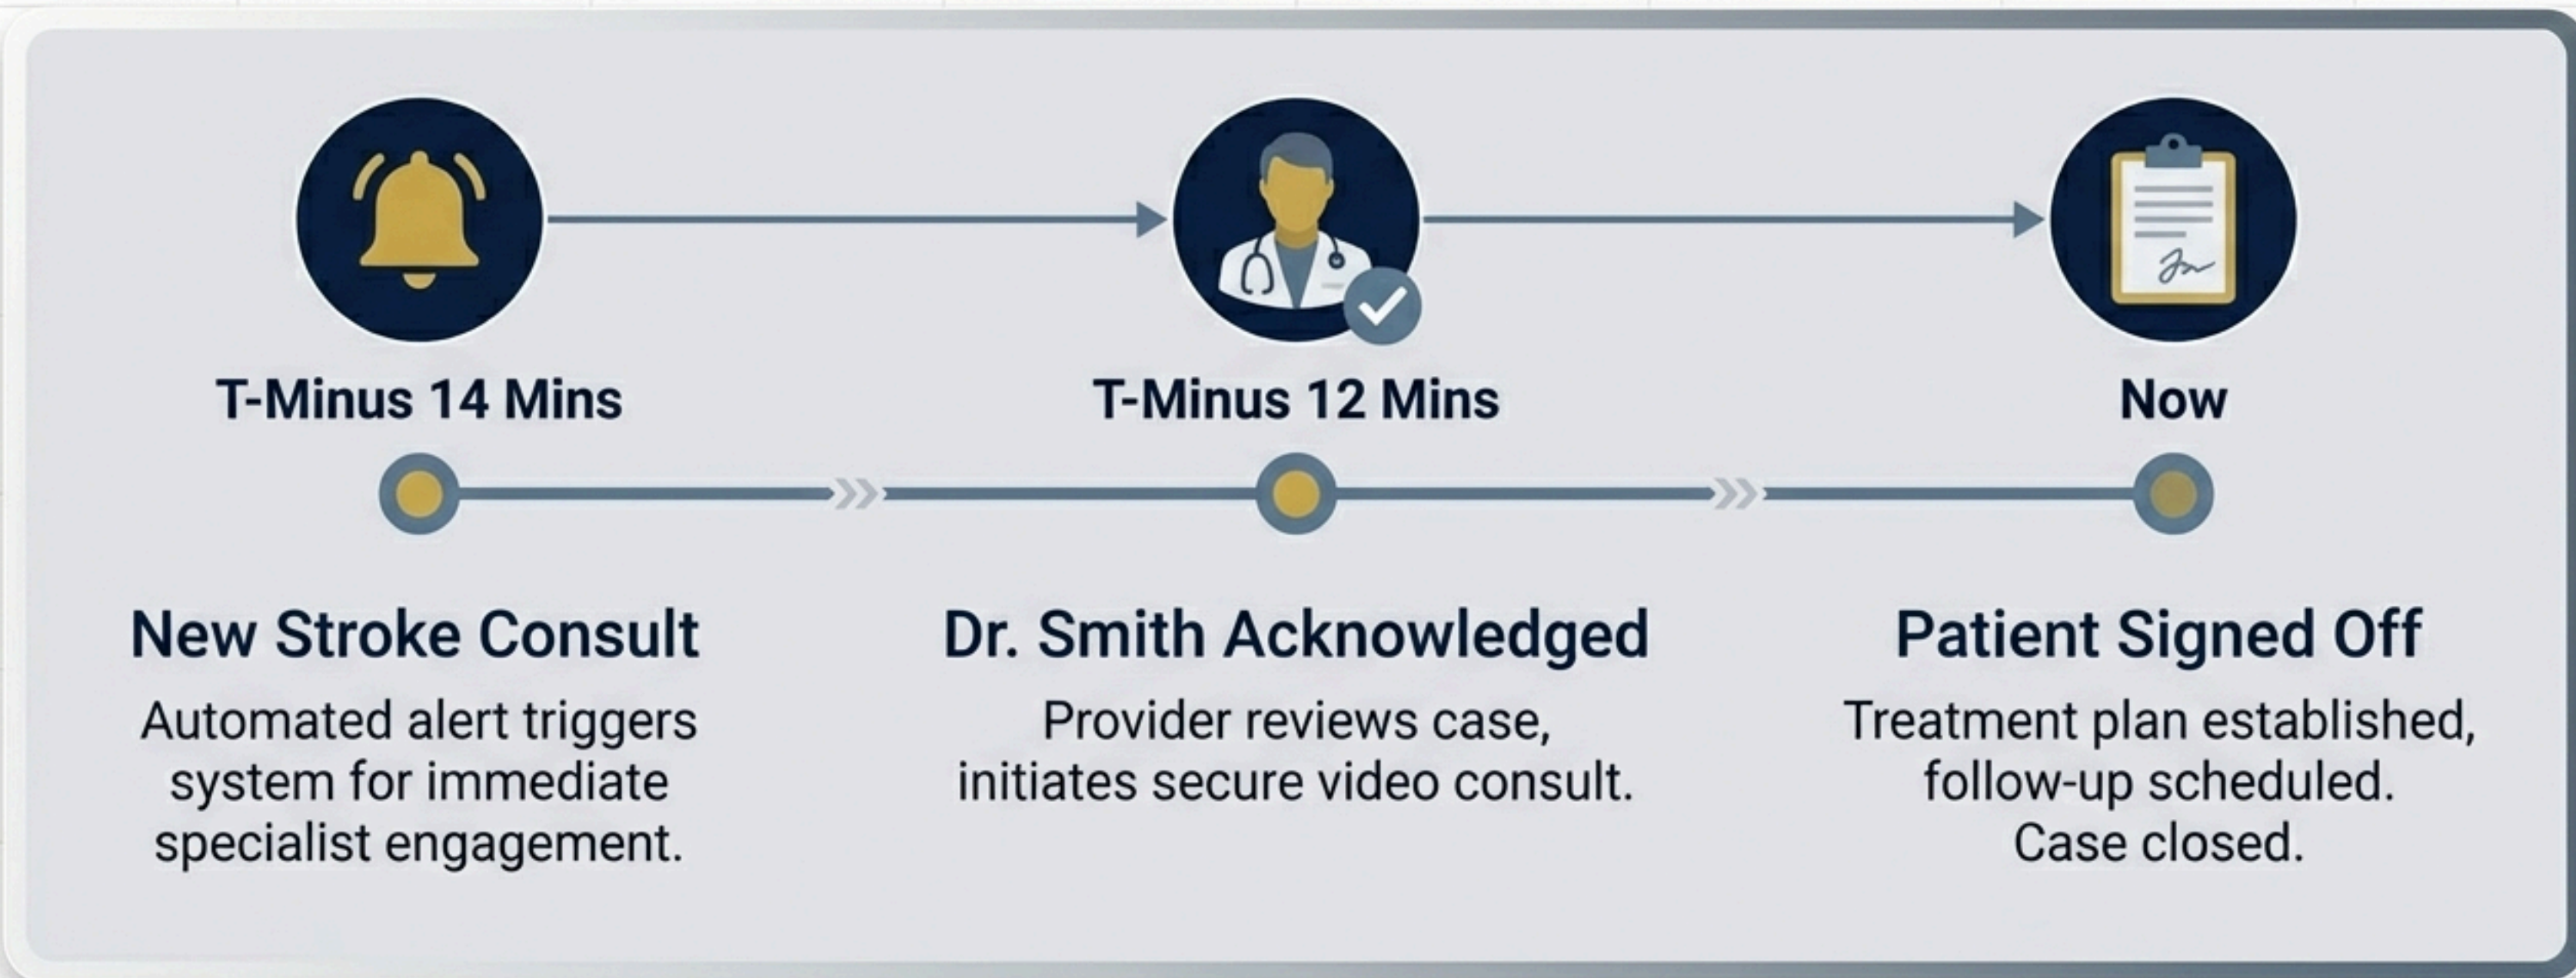 T-Minus 14 Mins
T-Minus 12 Mins
Now
New Stroke Consult
Automated alert triggers
system for immediate
specialist engagement.
Dr. Smith Acknowledged
Provider reviews case,
initiates secure video consult.
Patient Signed Off
Treatment plan established,
follow-up scheduled.
Case closed.